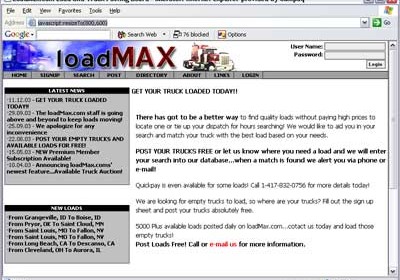 File Edit View Favorites Tools Help
javascript:resizeTo(800,600)
Google
Search Web
76 blocked
Options
loadMAX
User Name:
Password:
Login
HOME SIGNUP SEARCH POST DIRECTORY ABOUT LINKS LOGIN
LATEST NEWS
·11.12.03 - GET YOUR TRUCK LOADED TODAY!!!
·29.09.03 - The loadMax.com staff is going above and beyond to keep loads moving!
·25.09.03 - We apologize for any inconvenience
·22.08.03 - POST YOUR EMPTY TRUCKS AND AVAILABLE LOADS FOR FREE!
·15.05.03 - NEW Premium Member Subscription Available!
·10.04.03 - Announcing loadMax.com's newest feature...Available Truck Auction!
NEW LOADS
·From Grangeville, ID To Boise, ID
·From Pryor, OK To Saint Cloud, MN
·From Saint Louis, MO To Fallon, NV
·From Saint Louis, MO To Fallon, NV
·From Long Beach, CA To Descanso, CA
·From Cleveland, OH To Aurora, IL
GET YOUR TRUCK LOADED TODAY!!!
There has got to be a better way to find quality loads without paying high prices to
locate one or tie up your dispatch for hours searching! We would like to aid you in your
search and match your truck with the best load based on your needs.
POST YOUR TRUCKS FREE or let us know where you need a load and we will enter
your search into our database...when a match is found we alert you via phone or
e-mail!
Quickpay is even available for some loads! Call 1-417-832-0756 for more details today!
We are looking for empty trucks to load, so where are your trucks? Fill out the sign up
sheet and post your trucks absolutely free.
5000 Plus available loads posted daily on loadMax.com...cotact us today and load those
empty trucks!
Post Loads Free! Call or e-mail us for more information.